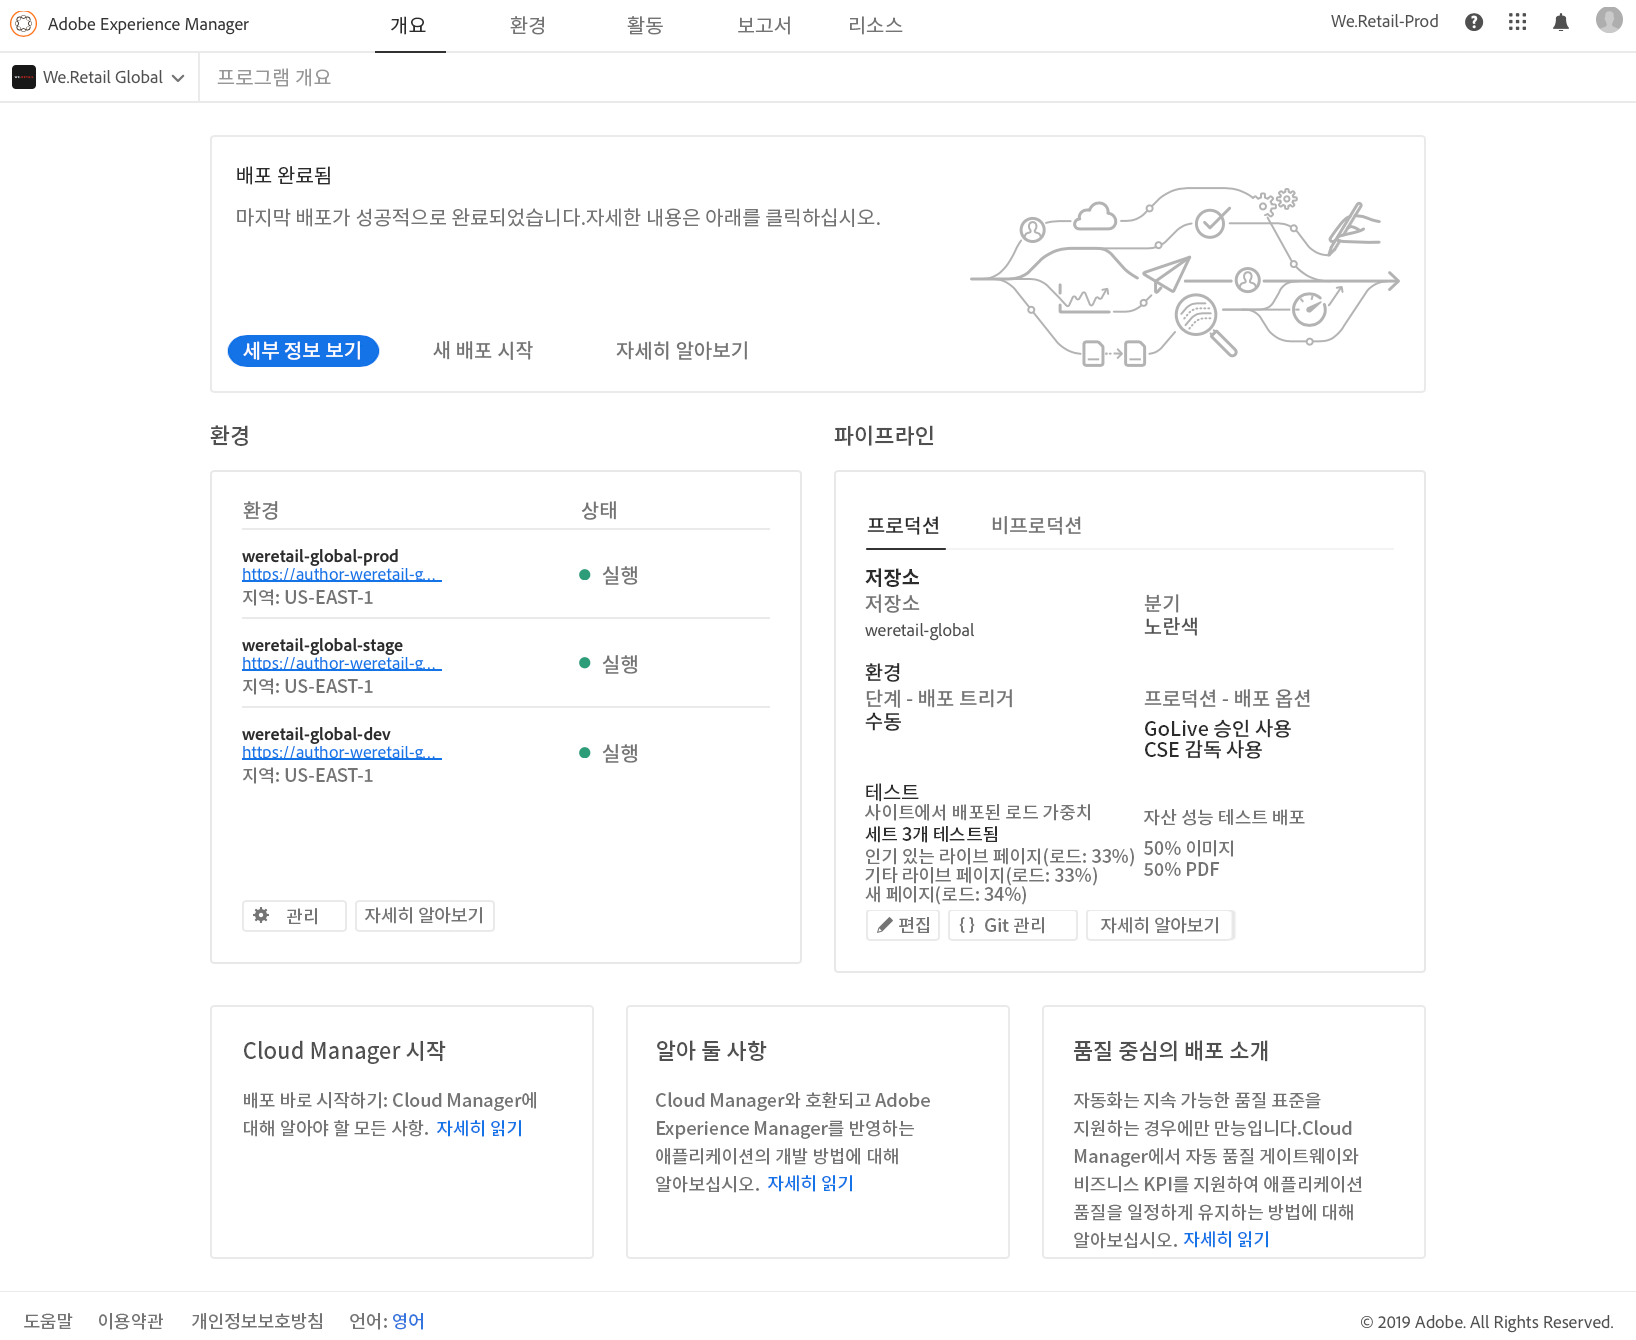 Adobe Experience Manager
개요
환경
활동
보고서
리소스
We.Retail-Prod
We.Retail Global
프로그램 개요
배포 완료됨
마지막 배포가 성공적으로 완료되었습니다.자세한 내용은 아래를 클릭하십시오.
세부 정보 보기
새 배포 시작
자세히 알아보기
환경
환경
상태
weretail-global-prod
https://author-weretail-g...
지역: US-EAST-1
실행
weretail-global-stage
https://author-weretail-g...
지역: US-EAST-1
실행
weretail-global-dev
https://author-weretail-g...
지역: US-EAST-1
실행
관리
자세히 알아보기
파이프라인
프로덕션
비프로덕션
저장소
저장소
weretail-global
분기
노란색
환경
단계 - 배포 트리거
수동
프로덕션 - 배포 옵션
GoLive 승인 사용
CSE 감독 사용
테스트
사이트에서 배포된 로드 가중치
세트 3개 테스트됨
인기 있는 라이브 페이지(로드: 33%)
기타 라이브 페이지(로드: 33%)
새 페이지(로드: 34%)
자산 성능 테스트 배포
50% 이미지
50% PDF
편집
{ } Git 관리
자세히 알아보기
Cloud Manager 시작
배포 바로 시작하기: Cloud Manager에
대해 알아야 할 모든 사항. 자세히 읽기
알아 둘 사항
Cloud Manager와 호환되고 Adobe
Experience Manager를 반영하는
애플리케이션의 개발 방법에 대해
알아보십시오. 자세히 읽기
품질 중심의 배포 소개
자동화는 지속 가능한 품질 표준을
지원하는 경우에만 만능입니다.Cloud
Manager에서 자동 품질 게이트웨이와
비즈니스 KPI를 지원하여 애플리케이션
품질을 일정하게 유지하는 방법에 대해
알아보십시오. 자세히 읽기
도움말
이용약관
개인정보보호방침
언어: 영어
© 2019 Adobe. All Rights Reserved.